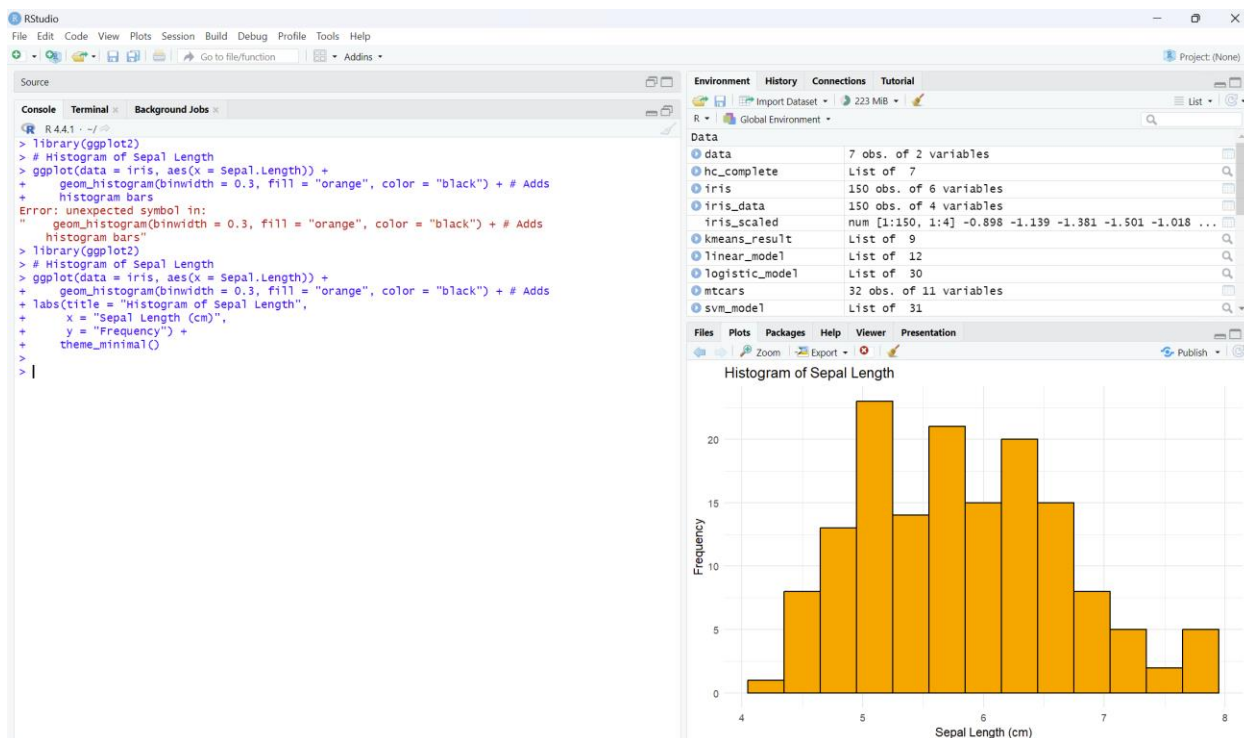 RStudio
File Edit Code View Plots Session Build Debug Profile Tools Help
Go to file/function Addins Project: (None)
Source
Console Terminal Background Jobs
R 4.4.1 · ~/
> library(ggplot2)
> # Histogram of Sepal Length
> ggplot(data = iris, aes(x = Sepal.Length)) +
+     geom_histogram(binwidth = 0.3, fill = "orange", color = "black") + # Adds
+     histogram bars
Error: unexpected symbol in:
"    geom_histogram(binwidth = 0.3, fill = "orange", color = "black") + # Adds
    histogram bars"
> library(ggplot2)
> # Histogram of Sepal Length
> ggplot(data = iris, aes(x = Sepal.Length)) +
+     geom_histogram(binwidth = 0.3, fill = "orange", color = "black") + # Adds
+ labs(title = "Histogram of Sepal Length",
+      x = "Sepal Length (cm)",
+      y = "Frequency") +
+     theme_minimal()
>
>
Environment History Connections Tutorial
Import Dataset 223 MiB List
R Global Environment
Data
data 7 obs. of 2 variables
hc_complete List of 7
iris 150 obs. of 6 variables
iris_data 150 obs. of 4 variables
iris_scaled num [1:150, 1:4] -0.898 -1.139 -1.381 -1.501 -1.018 ...
kmeans_result List of 9
linear_model List of 12
logistic_model List of 30
mtcars 32 obs. of 11 variables
svm_model List of 31
Files Plots Packages Help Viewer Presentation
Zoom Export Publish
Histogram of Sepal Length
20
15
10
5
0
Frequency
4 5 6 7 8
Sepal Length (cm)